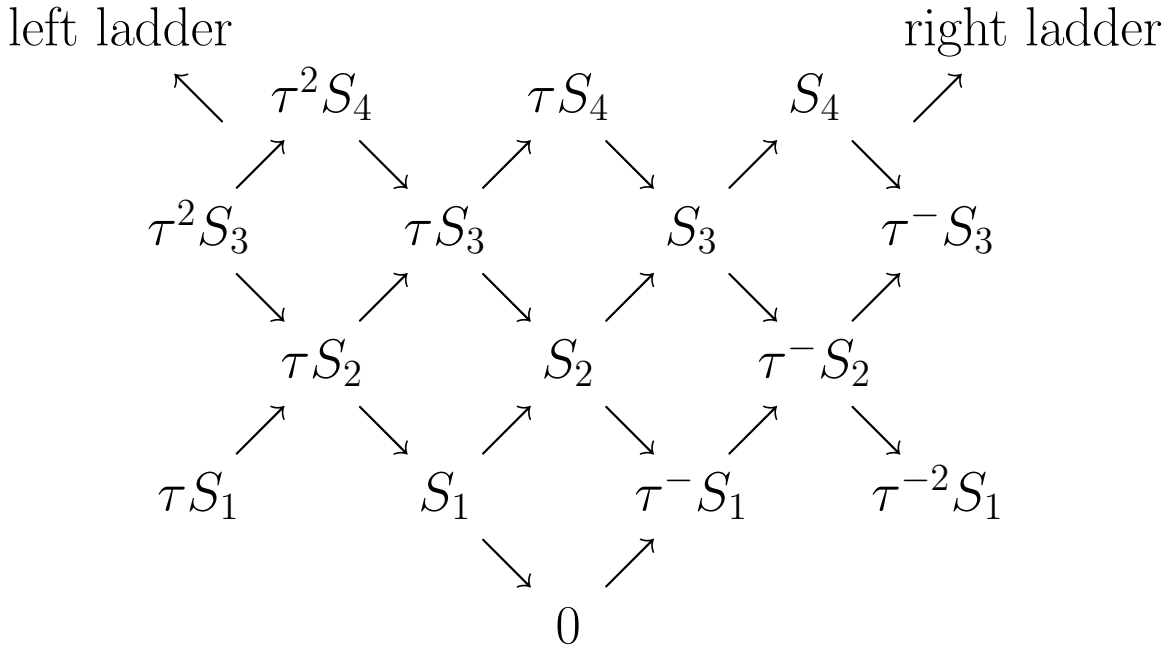 left ladder right ladder
τ²S₄ τS₄ S₄
τ²S₃ τS₃ S₃ τ⁻S₃
τS₂ S₂ τ⁻S₂
τS₁ S₁ τ⁻S₁ τ⁻²S₁
0